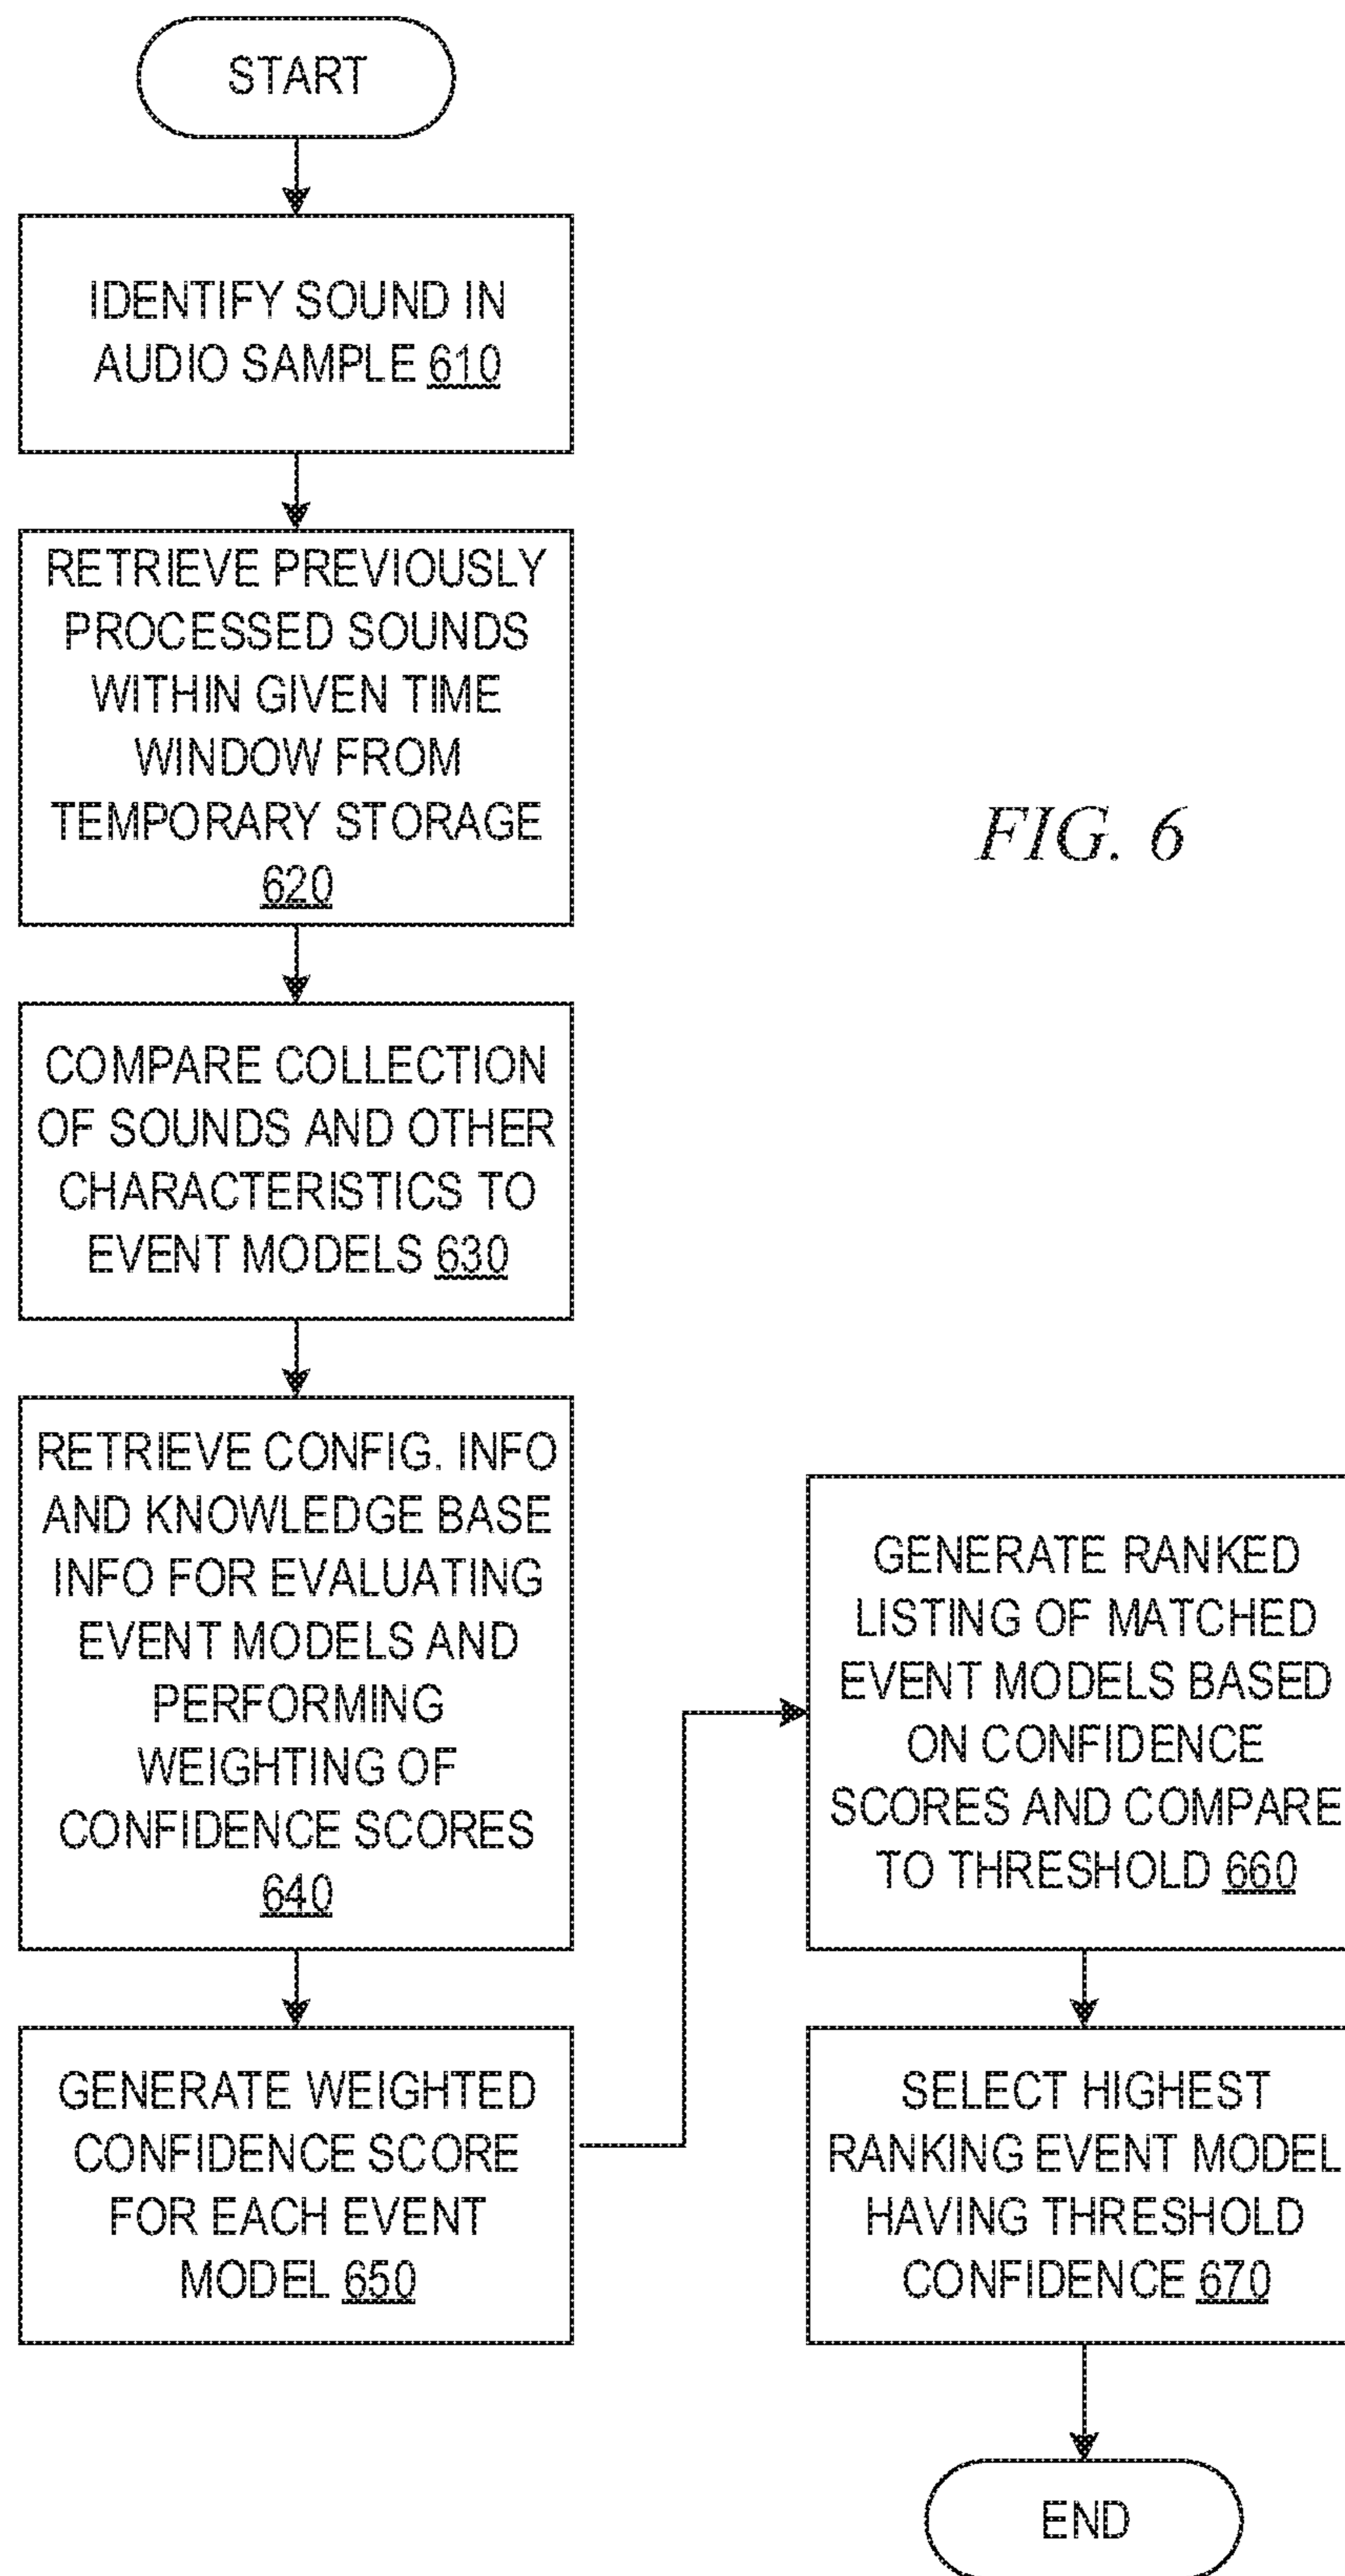 START
IDENTIFY SOUND IN
AUDIO SAMPLE 610
RETRIEVE PREVIOUSLY
PROCESSED SOUNDS
WITHIN GIVEN TIME
WINDOW FROM
TEMPORARY STORAGE
620
COMPARE COLLECTION
OF SOUNDS AND OTHER
CHARACTERISTICS TO
EVENT MODELS 630
RETRIEVE CONFIG. INFO
AND KNOWLEDGE BASE
INFO FOR EVALUATING
EVENT MODELS AND
PERFORMING
WEIGHTING OF
CONFIDENCE SCORES
640
GENERATE WEIGHTED
CONFIDENCE SCORE
FOR EACH EVENT
MODEL 650
FIG. 6
GENERATE RANKED
LISTING OF MATCHED
EVENT MODELS BASED
ON CONFIDENCE
SCORES AND COMPARE
TO THRESHOLD 660
SELECT HIGHEST
RANKING EVENT MODEL
HAVING THRESHOLD
CONFIDENCE 670
END